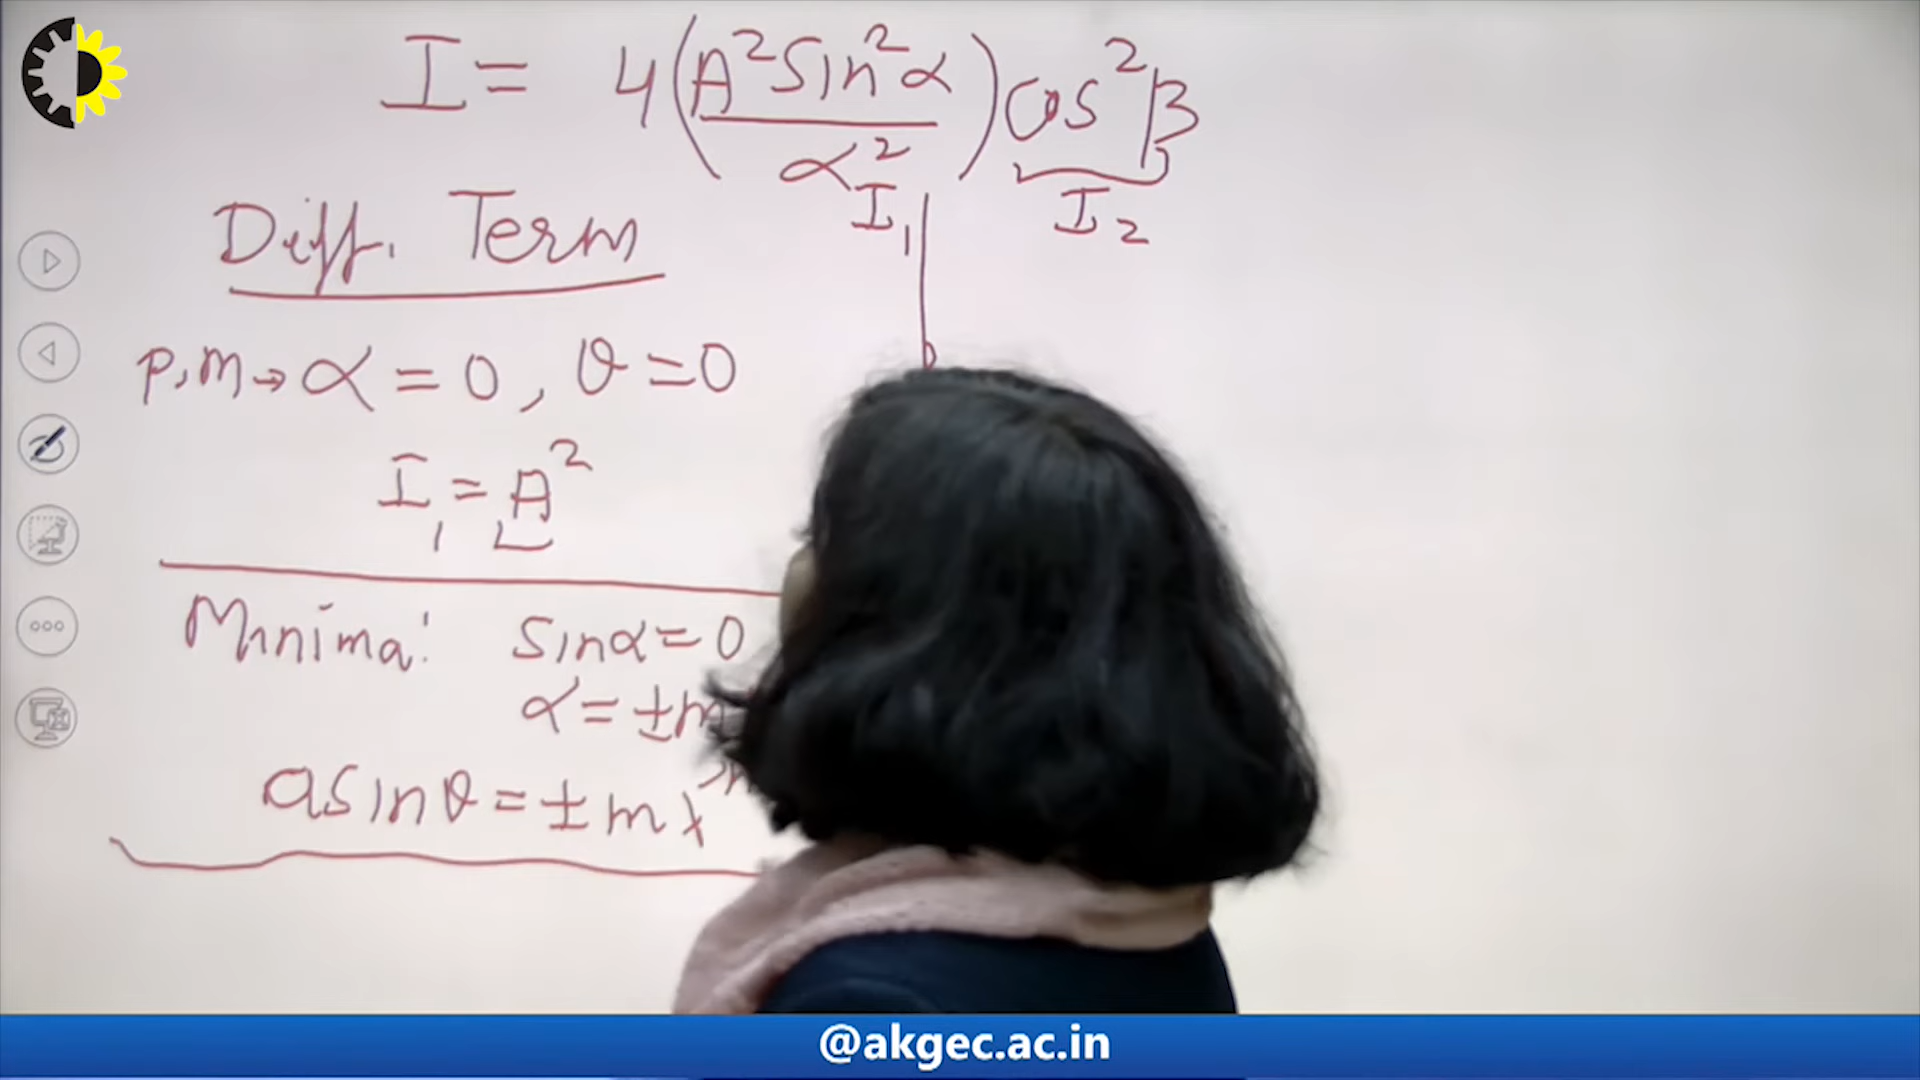 I = 4(A²sin²α/α²)cos²β
I₁ I₂
Diff. Term
P.M → α = 0, θ = 0
I₁ = A²
Minima: sinα = 0
α = ±m
a sinθ = ±mλ
@akgec.ac.in